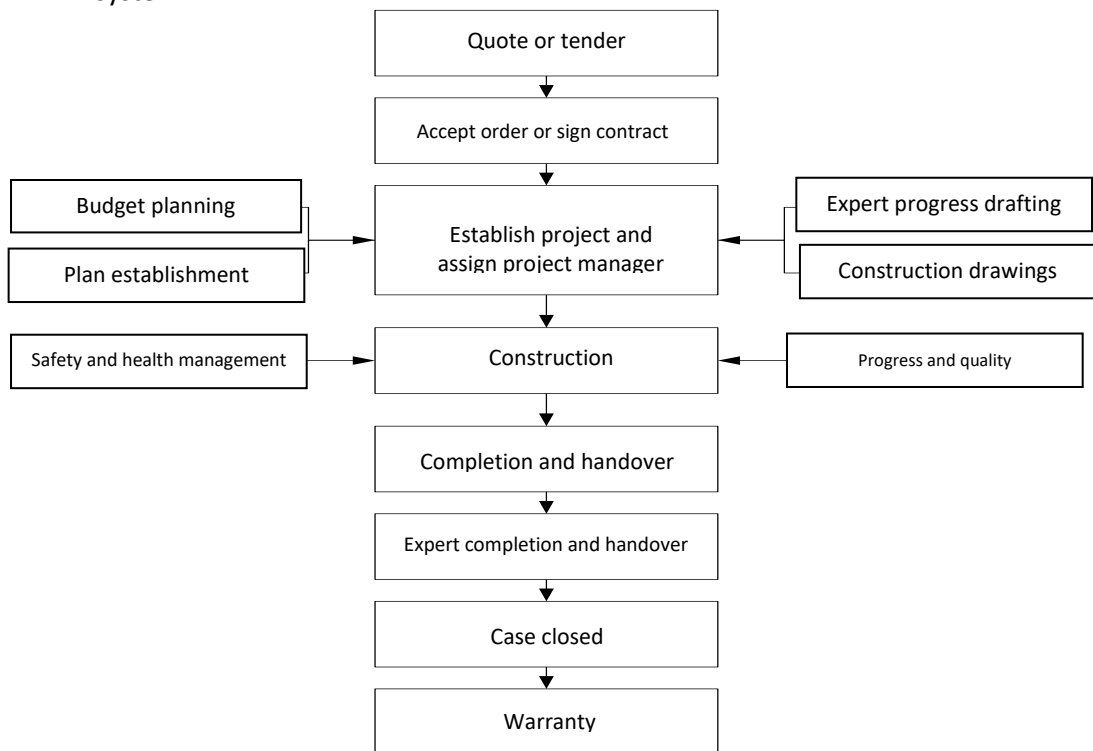 Quote or tender
Accept order or sign contract
Budget planning
Expert progress drafting
Establish project and
assign project manager
Plan establishment
Construction drawings
Safety and health management
Construction
Progress and quality
Completion and handover
Expert completion and handover
Case closed
Warranty